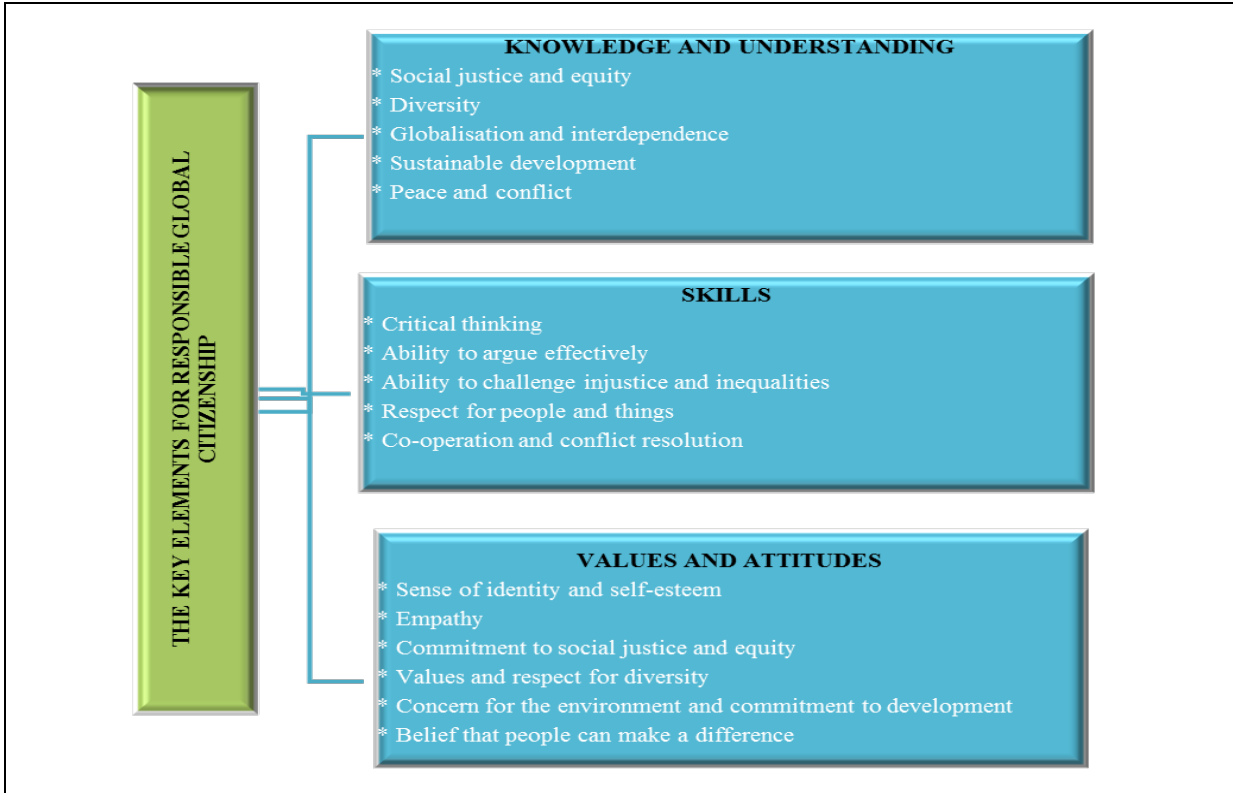 THE KEY ELEMENTS FOR RESPONSIBLE GLOBAL
CITIZENSHIP
KNOWLEDGE AND UNDERSTANDING
* Social justice and equity
* Diversity
* Globalisation and interdependence
* Sustainable development
* Peace and conflict
SKILLS
* Critical thinking
* Ability to argue effectively
* Ability to challenge injustice and inequalities
* Respect for people and things
* Co-operation and conflict resolution
VALUES AND ATTITUDES
* Sense of identity and self-esteem
* Empathy
* Commitment to social justice and equity
* Values and respect for diversity
* Concern for the environment and commitment to development
* Belief that people can make a difference